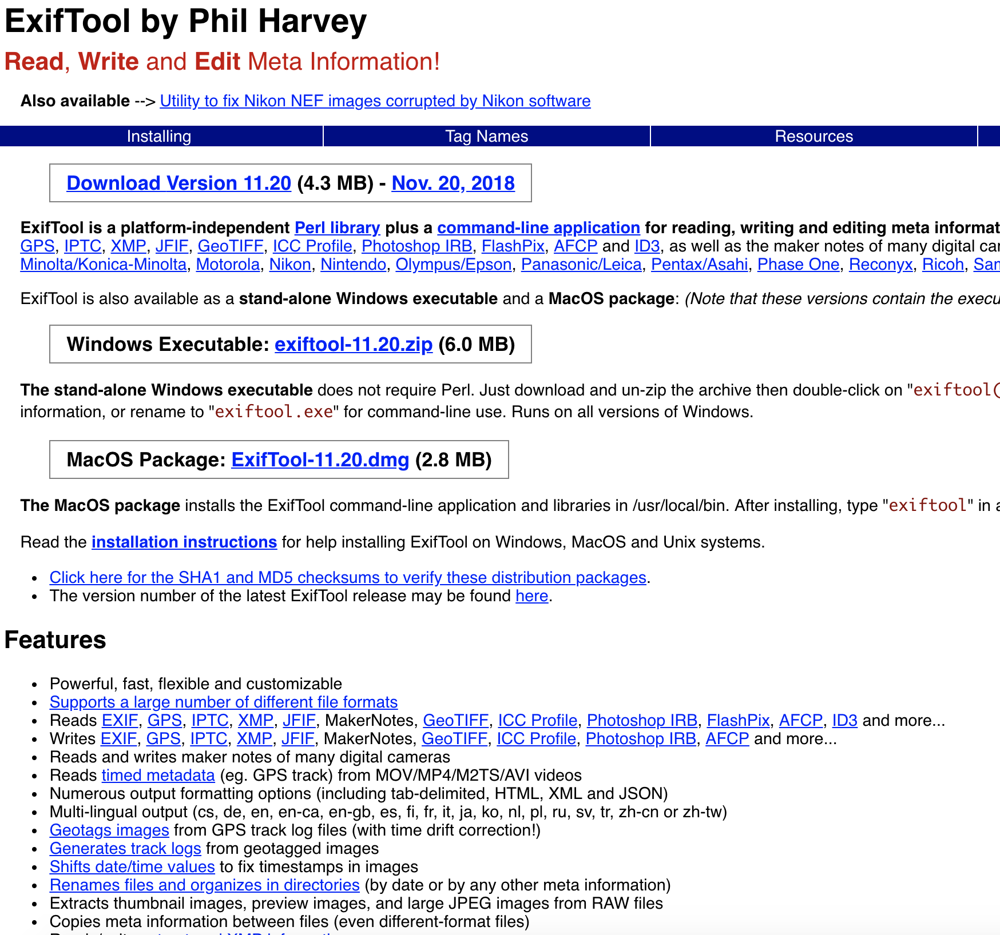 ExifTool by Phil Harvey
Read, Write and Edit Meta Information!
Also available --> Utility to fix Nikon NEF images corrupted by Nikon software
Installing Tag Names Resources
Download Version 11.20 (4.3 MB) - Nov. 20, 2018
ExifTool is a platform-independent Perl library plus a command-line application for reading, writing and editing meta informat
GPS, IPTC, XMP, JFIF, GeoTIFF, ICC Profile, Photoshop IRB, FlashPix, AFCP and ID3, as well as the maker notes of many digital
Minolta/Konica-Minolta, Motorola, Nikon, Nintendo, Olympus/Epson, Panasonic/Leica, Pentax/Asahi, Phase One, Reconyx, Ricoh,
ExifTool is also available as a stand-alone Windows executable and a MacOS package: (Note that these versions contain the execu
Windows Executable: exiftool-11.20.zip (6.0 MB)
The stand-alone Windows executable does not require Perl. Just download and un-zip the archive then double-click on "exiftool(
information, or rename to "exiftool.exe" for command-line use. Runs on all versions of Windows.
MacOS Package: ExifTool-11.20.dmg (2.8 MB)
The MacOS package installs the ExifTool command-line application and libraries in /usr/local/bin. After installing, type "exiftool" in a
Read the installation instructions for help installing ExifTool on Windows, MacOS and Unix systems.
• Click here for the SHA1 and MD5 checksums to verify these distribution packages.
• The version number of the latest ExifTool release may be found here.
Features
• Powerful, fast, flexible and customizable
• Supports a large number of different file formats
• Reads EXIF, GPS, IPTC, XMP, JFIF, MakerNotes, GeoTIFF, ICC Profile, Photoshop IRB, FlashPix, AFCP, ID3 and more...
• Writes EXIF, GPS, IPTC, XMP, JFIF, MakerNotes, GeoTIFF, ICC Profile, Photoshop IRB, AFCP and more...
• Reads and writes maker notes of many digital cameras
• Reads timed metadata (eg. GPS track) from MOV/MP4/M2TS/AVI videos
• Numerous output formatting options (including tab-delimited, HTML, XML and JSON)
• Multi-lingual output (cs, de, en, en-ca, en-gb, es, fi, fr, it, ja, ko, nl, pl, ru, sv, tr, zh-cn or zh-tw)
• Geotags images from GPS track log files (with time drift correction!)
• Generates track logs from geotagged images
• Shifts date/time values to fix timestamps in images
• Renames files and organizes in directories (by date or by any other meta information)
• Extracts thumbnail images, preview images, and large JPEG images from RAW files
• Copies meta information between files (even different-format files)